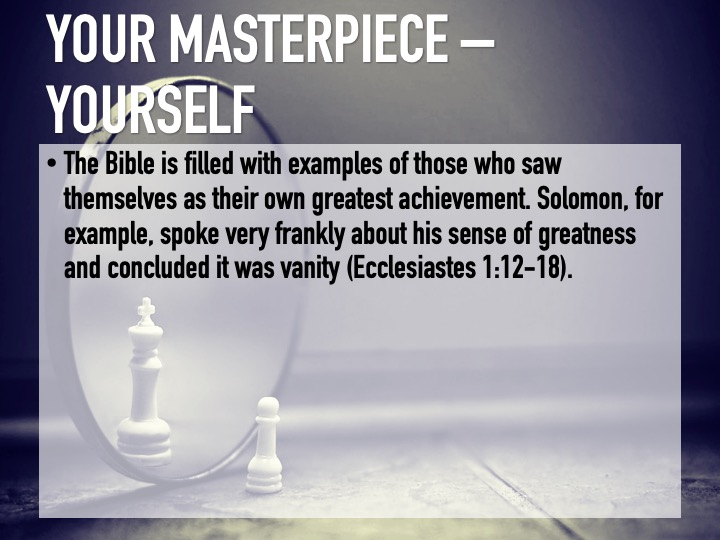 YOUR MASTERPIECE –
YOURSELF
• The Bible is filled with examples of those who saw
themselves as their own greatest achievement. Solomon, for
example, spoke very frankly about his sense of greatness
and concluded it was vanity (Ecclesiastes 1:12-18).